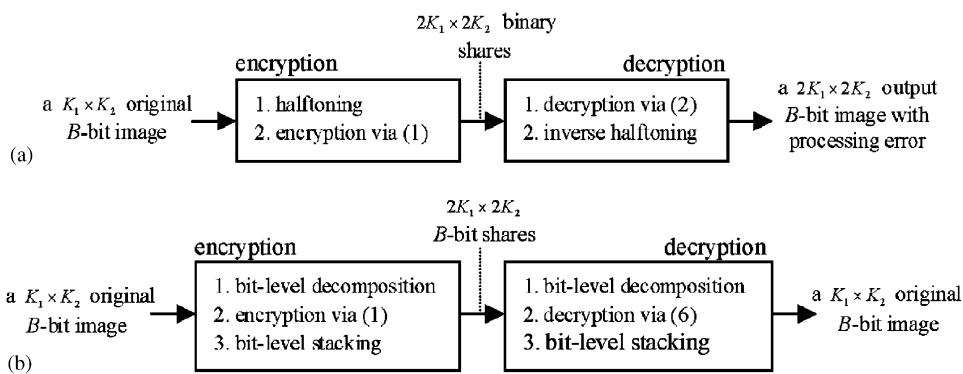 2K₁ × 2K₂ binary
shares
encryption
decryption
a K₁ × K₂ original
B-bit image
1. halftoning
2. encryption via (1)
1. decryption via (2)
2. inverse halftoning
a 2K₁ × 2K₂ output
B-bit image with
processing error
(a)
2K₁ × 2K₂
B-bit shares
encryption
decryption
a K₁ × K₂ original
B-bit image
1. bit-level decomposition
2. encryption via (1)
3. bit-level stacking
1. bit-level decomposition
2. decryption via (6)
3. bit-level stacking
a K₁ × K₂ original
B-bit image
(b)